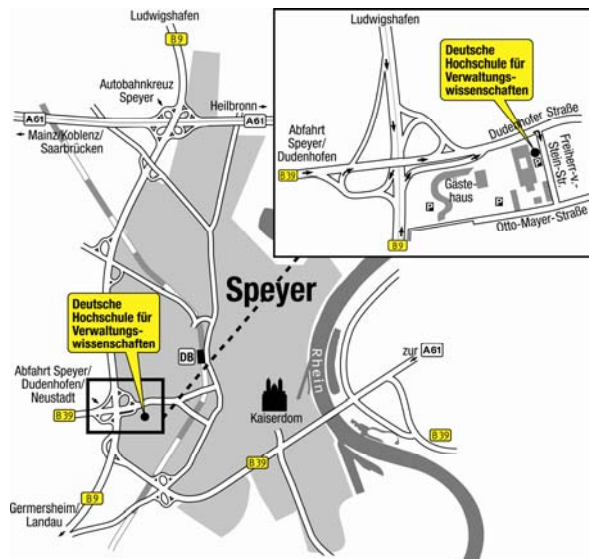 Ludwigshafen
B9
Autobahnkreuz
Speyer
Heilbronn
A61
A61
Mainz/Koblenz/
Saarbrücken
Deutsche
Hochschule für
Verwaltungs-
wissenschaften
Abfahrt Speyer/
Dudenhofen/
Neustadt
B39
B9
Germersheim/
Landau
Speyer
DB
Kaiserdom
Rhein
zur A61
B39
B39
Ludwigshafen
Deutsche
Hochschule für
Verwaltungs-
wissenschaften
Abfahrt
Speyer/
Dudenhofen
B39
Dudenhofer Straße
Freiherr-v.-
Stein-Str.
Gäste-
haus
P
P
P
Otto-Mayer-Straße
B9